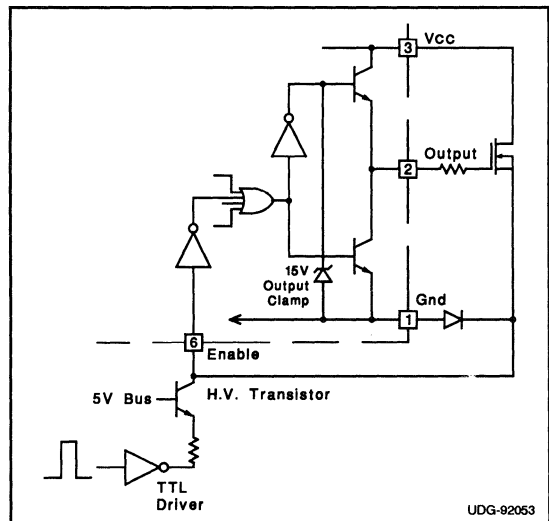 3 Vcc
2 Output
15V
Output
Clamp
1 Gnd
6 Enable
5V Bus
H.V. Transistor
TTL
Driver
UDG-92053